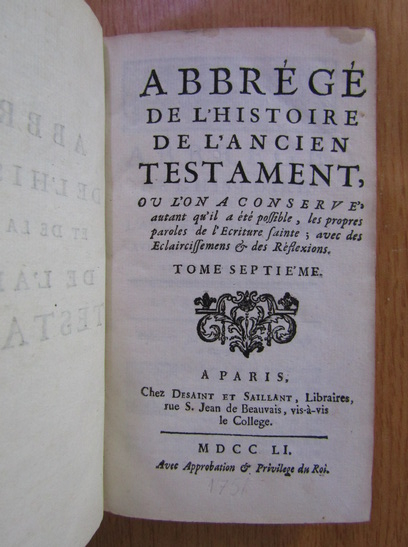 ABBRÉGÉ
DE L'HISTOIRE
DE L'ANCIEN
TESTAMENT,
OU L'ON A CONSERVE',
autant qu'il a été poſſible, les propres
paroles de l'Ecriture ſainte ; avec des
Eclairciſſemens & des Réflexions.
TOME SEPTIE'ME.
A PARIS,
Chez DESAINT ET SAILLANT, Libraires,
rue S. Jean de Beauvais, vis-à-vis
le College.
MDCC LI.
Avec Approbation & Privilege du Roi.